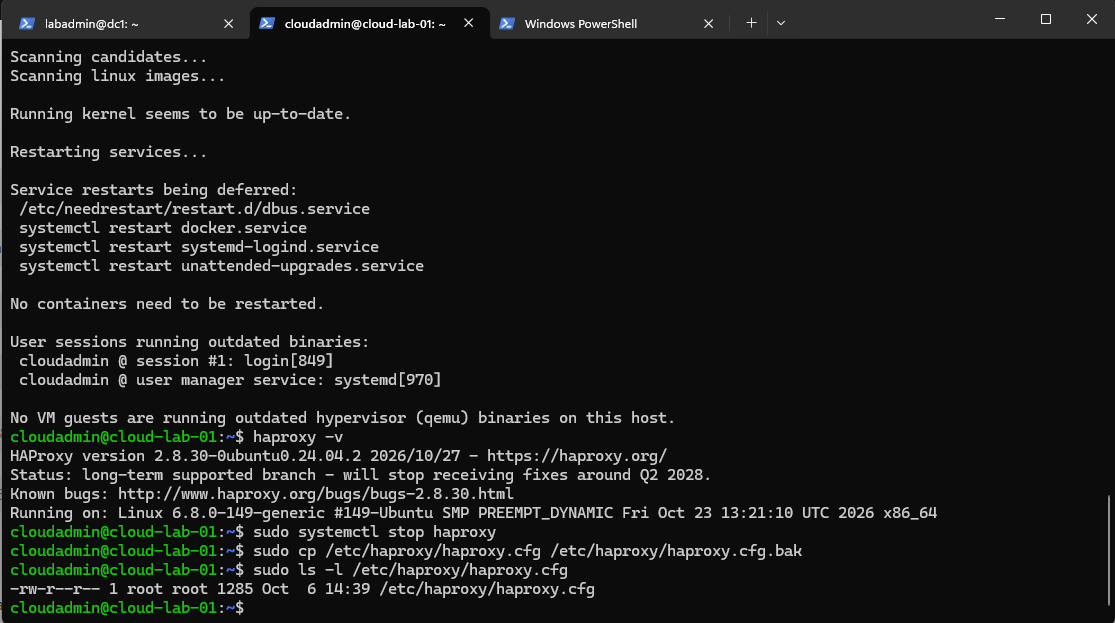 labadmin@dc1: ~
cloudadmin@cloud-lab-01: ~
Windows PowerShell
Scanning candidates...
Scanning linux images...
Running kernel seems to be up-to-date.
Restarting services...
Service restarts being deferred:
 /etc/needrestart/restart.d/dbus.service
 systemctl restart docker.service
 systemctl restart systemd-logind.service
 systemctl restart unattended-upgrades.service
No containers need to be restarted.
User sessions running outdated binaries:
 cloudadmin @ session #1: login[849]
 cloudadmin @ user manager service: systemd[970]
No VM guests are running outdated hypervisor (qemu) binaries on this host.
cloudadmin@cloud-lab-01:~$ haproxy -v
HAProxy version 2.8.30-0ubuntu0.24.04.2 2026/10/27 - https://haproxy.org/
Status: long-term supported branch - will stop receiving fixes around Q2 2028.
Known bugs: http://www.haproxy.org/bugs/bugs-2.8.30.html
Running on: Linux 6.8.0-149-generic #149-Ubuntu SMP PREEMPT_DYNAMIC Fri Oct 23 13:21:10 UTC 2026 x86_64
cloudadmin@cloud-lab-01:~$ sudo systemctl stop haproxy
cloudadmin@cloud-lab-01:~$ sudo cp /etc/haproxy/haproxy.cfg /etc/haproxy/haproxy.cfg.bak
cloudadmin@cloud-lab-01:~$ sudo ls -l /etc/haproxy/haproxy.cfg
-rw-r--r-- 1 root root 1285 Oct  6 14:39 /etc/haproxy/haproxy.cfg
cloudadmin@cloud-lab-01:~$